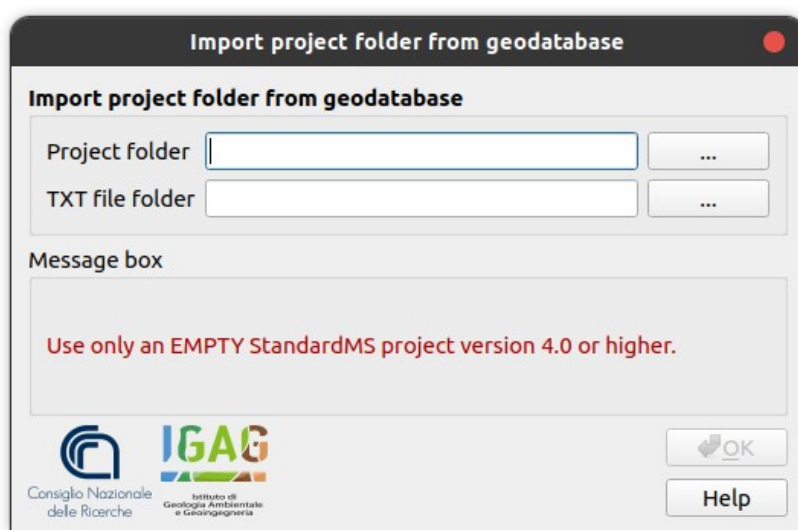 Import project folder from geodatabase
Import project folder from geodatabase
Project folder
...
TXT file folder
...
Message box
Use only an EMPTY StandardMS project version 4.0 or higher.
IGAG
OK
Consiglio Nazionale
delle Ricerche
Istituto di
Geologia Ambientale
e Geoingegneria
Help